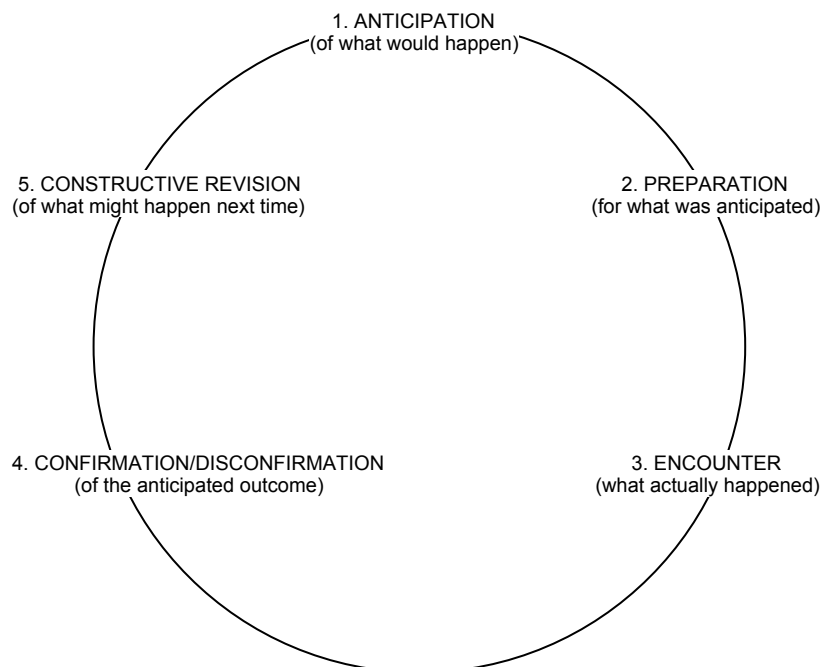 1. ANTICIPATION
(of what would happen)
2. PREPARATION
(for what was anticipated)
3. ENCOUNTER
(what actually happened)
4. CONFIRMATION/DISCONFIRMATION
(of the anticipated outcome)
5. CONSTRUCTIVE REVISION
(of what might happen next time)